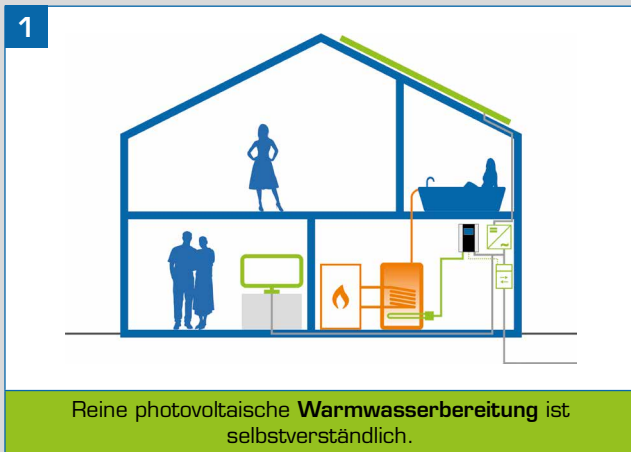 1
Reine photovoltaische Warmwasserbereitung ist
selbstverständlich.